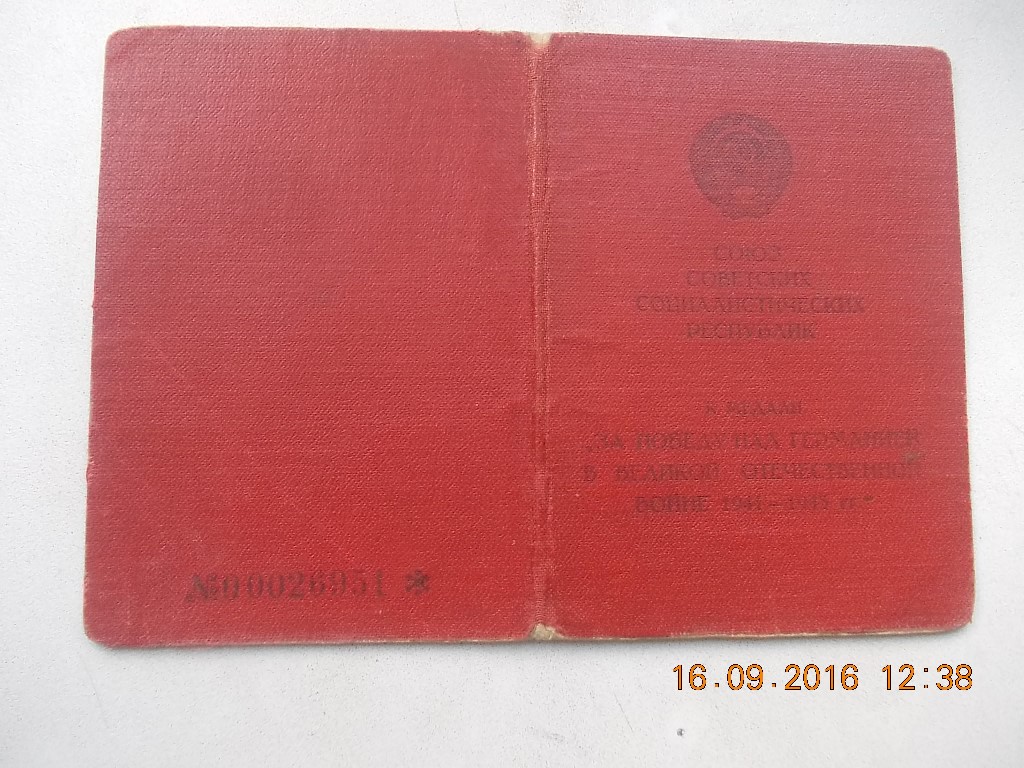 №00026951 *
СОЮЗ
СОВЕТСКИХ
СОЦИАЛИСТИЧЕСКИХ
РЕСПУБЛИК
К МЕДАЛИ
„ЗА ПОБЕДУ НАД ГЕРМАНИЕЙ
В ВЕЛИКОЙ ОТЕЧЕСТВЕННОЙ
ВОЙНЕ 1941–1945 гг.“
16.09.2016 12:38